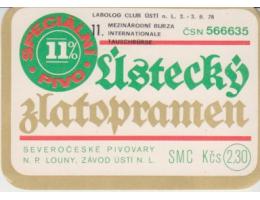 LABOLOG CLUB ÚSTÍ n. L. 2.-3. 9. 78
11. MEZINÁRODNÍ BURZA
INTERNATIONALE
TAUSCHBÖRSE
ČSN 566635
SPECIÁLNÍ
11%
PIVO
Ústecký
zlatopramen
SEVEROČESKÉ PIVOVARY
N. P. LOUNY, ZÁVOD ÚSTÍ N. L.
SMC Kčs 2,30